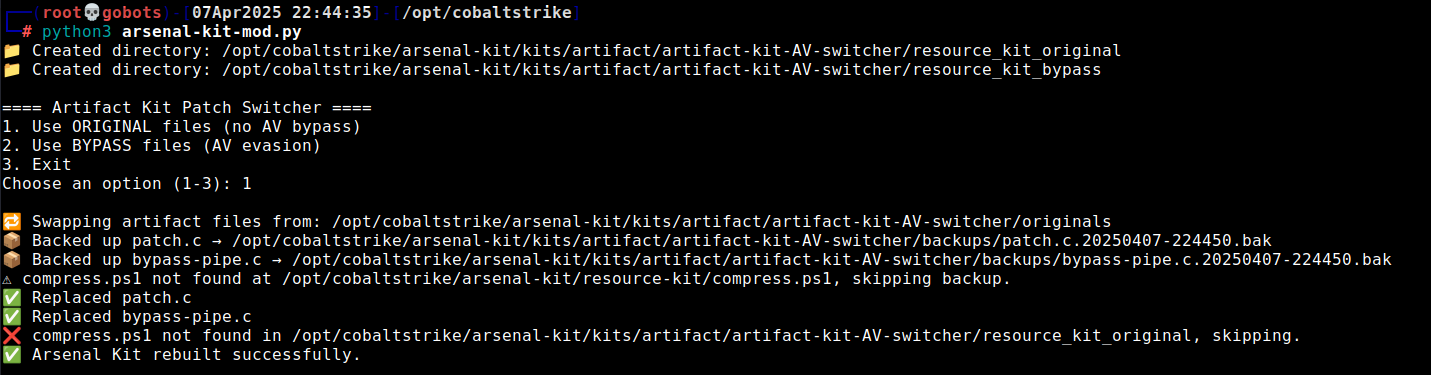 ┌──[root💀gobots]-[07Apr2025 22:44:35]-[/opt/cobaltstrike]
└─# python3 arsenal-kit-mod.py
📁 Created directory: /opt/cobaltstrike/arsenal-kit/kits/artifact/artifact-kit-AV-switcher/resource_kit_original
📁 Created directory: /opt/cobaltstrike/arsenal-kit/kits/artifact/artifact-kit-AV-switcher/resource_kit_bypass
==== Artifact Kit Patch Switcher ====
1. Use ORIGINAL files (no AV bypass)
2. Use BYPASS files (AV evasion)
3. Exit
Choose an option (1-3): 1
🔁 Swapping artifact files from: /opt/cobaltstrike/arsenal-kit/kits/artifact/artifact-kit-AV-switcher/originals
📦 Backed up patch.c → /opt/cobaltstrike/arsenal-kit/kits/artifact/artifact-kit-AV-switcher/backups/patch.c.20250407-224450.bak
📦 Backed up bypass-pipe.c → /opt/cobaltstrike/arsenal-kit/kits/artifact/artifact-kit-AV-switcher/backups/bypass-pipe.c.20250407-224450.bak
⚠ compress.ps1 not found at /opt/cobaltstrike/arsenal-kit/resource-kit/compress.ps1, skipping backup.
✅ Replaced patch.c
✅ Replaced bypass-pipe.c
❌ compress.ps1 not found in /opt/cobaltstrike/arsenal-kit/kits/artifact/artifact-kit-AV-switcher/resource_kit_original, skipping.
✅ Arsenal Kit rebuilt successfully.